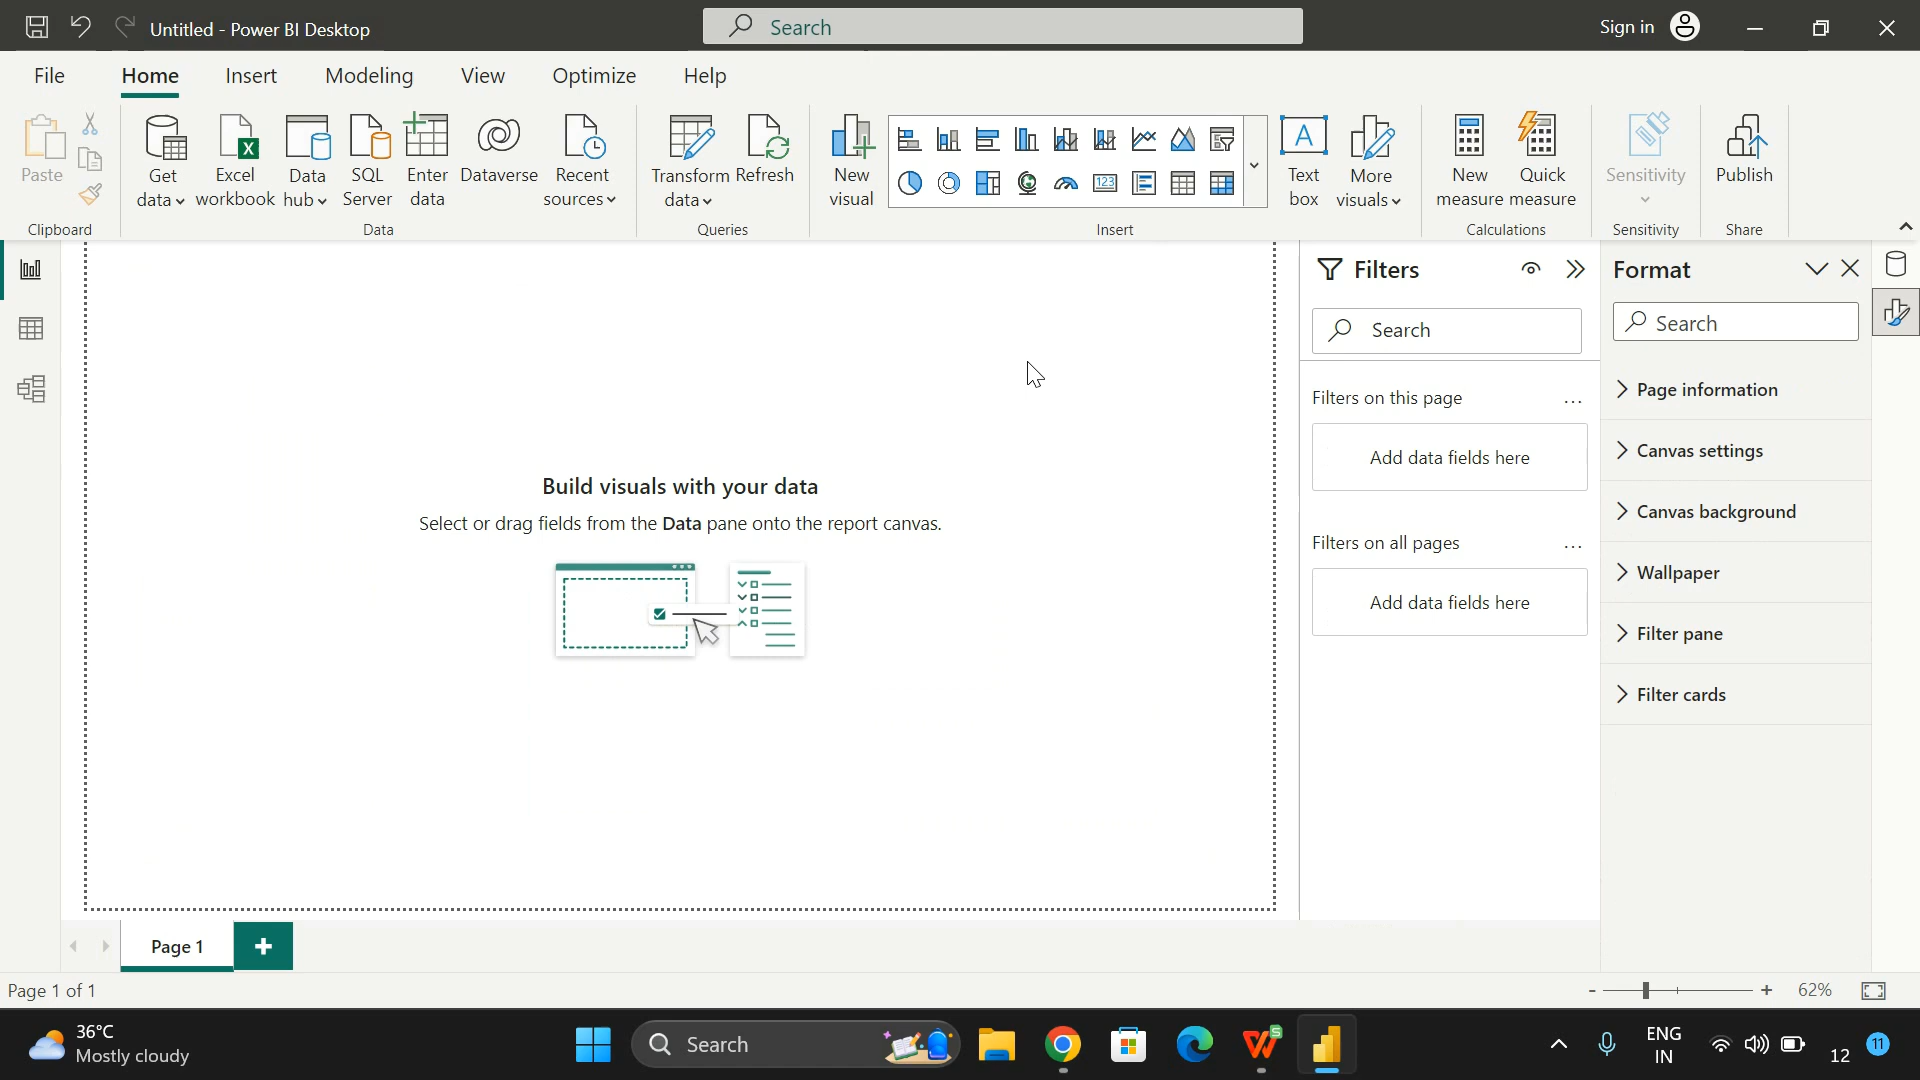 Untitled - Power BI Desktop
Search
Sign in
File
Home
Insert
Modeling
View
Optimize
Help
Paste
Get
data
Excel
workbook
Data
hub
SQL
Server
Enter
data
Dataverse
Recent
sources
Transform
data
Refresh
New
visual
123
A
Text
box
More
visuals
New
measure
Quick
measure
Sensitivity
Publish
Clipboard
Data
Queries
Insert
Calculations
Sensitivity
Share
Build visuals with your data
Select or drag fields from the Data pane onto the report canvas.
Filters
Search
Filters on this page
Add data fields here
Filters on all pages
Add data fields here
Format
Search
Page information
Canvas settings
Canvas background
Wallpaper
Filter pane
Filter cards
Page 1
Page 1 of 1
62%
36°C
Mostly cloudy
Search
ENG
IN
12
11